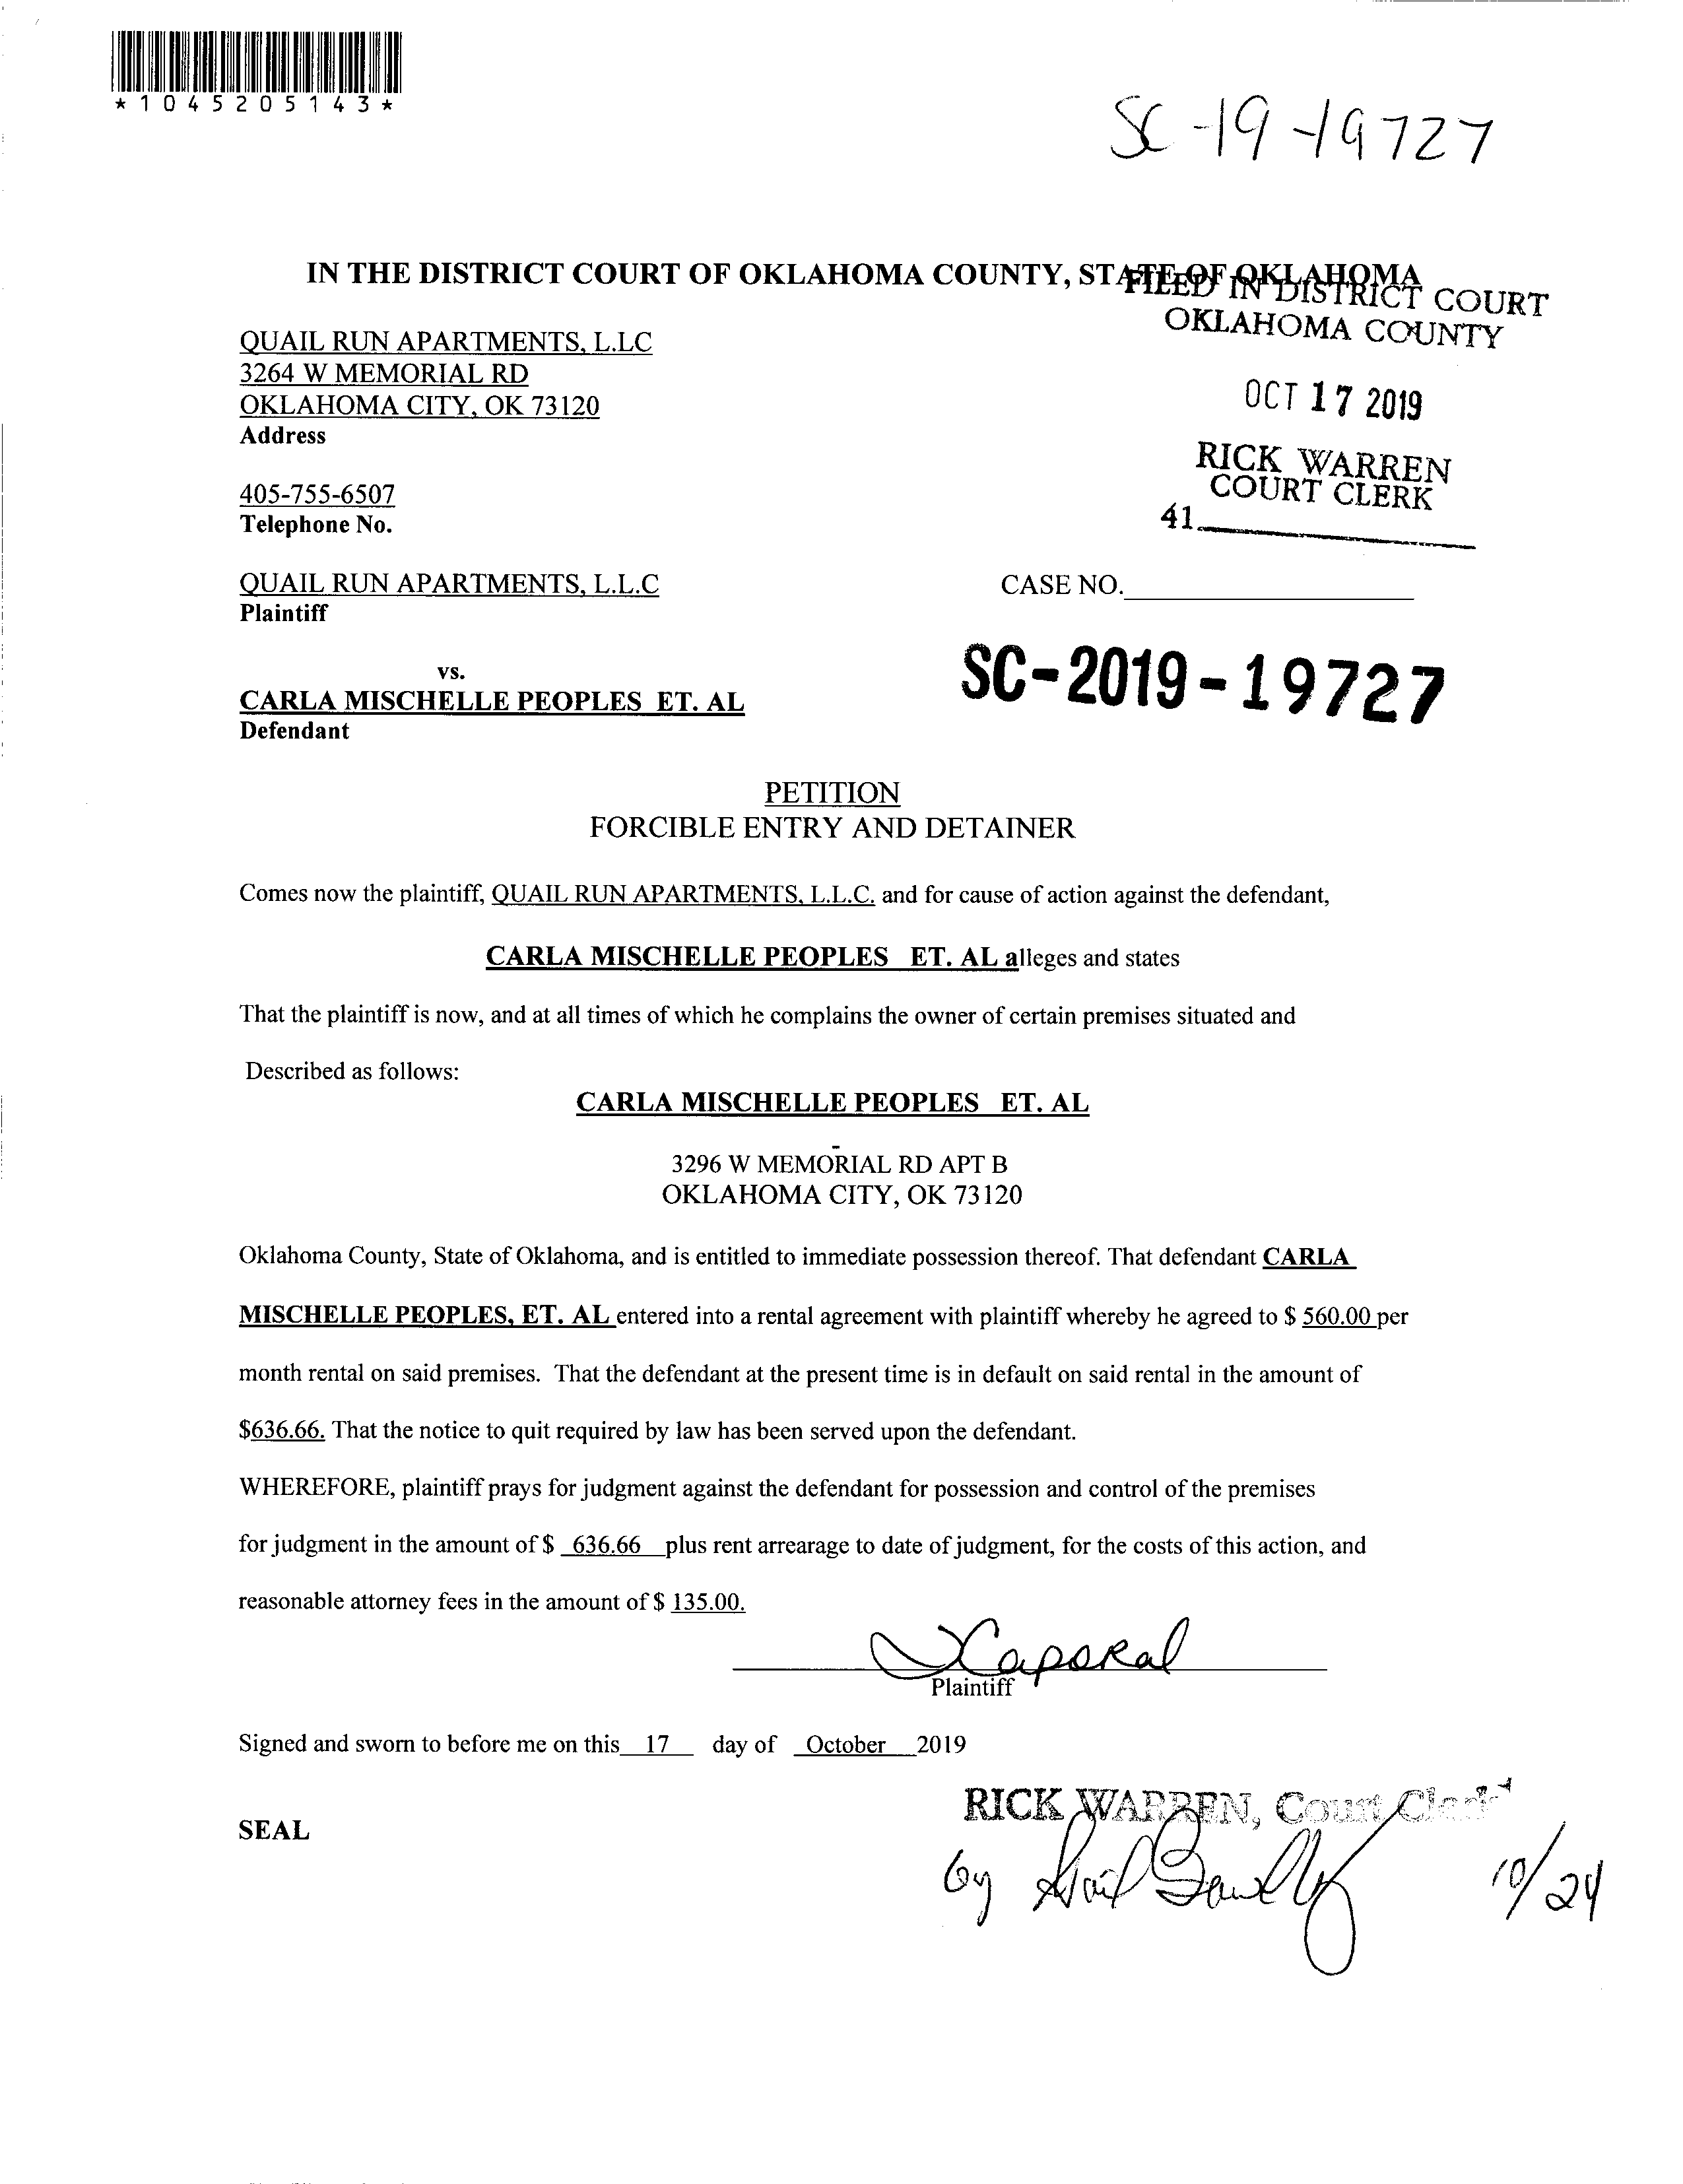 *1045205143*
SC-19-19727
IN THE DISTRICT COURT OF OKLAHOMA COUNTY, STATE OF OKLAHOMA
FILED IN DISTRICT COURT
OKLAHOMA COUNTY
QUAIL RUN APARTMENTS, L.LC
3264 W MEMORIAL RD
OKLAHOMA CITY, OK 73120
Address
OCT 17 2019
RICK WARREN
COURT CLERK
41
405-755-6507
Telephone No.
QUAIL RUN APARTMENTS, L.L.C
Plaintiff
CASE NO.
SC-2019-19727
vs.
CARLA MISCHELLE PEOPLES ET. AL
Defendant
PETITION
FORCIBLE ENTRY AND DETAINER
Comes now the plaintiff, QUAIL RUN APARTMENTS, L.L.C. and for cause of action against the defendant,
CARLA MISCHELLE PEOPLES ET. AL alleges and states
That the plaintiff is now, and at all times of which he complains the owner of certain premises situated and
Described as follows:
CARLA MISCHELLE PEOPLES ET. AL
3296 W MEMORIAL RD APT B
OKLAHOMA CITY, OK 73120
Oklahoma County, State of Oklahoma, and is entitled to immediate possession thereof. That defendant CARLA
MISCHELLE PEOPLES, ET. AL entered into a rental agreement with plaintiff whereby he agreed to $ 560.00 per
month rental on said premises. That the defendant at the present time is in default on said rental in the amount of
$636.66. That the notice to quit required by law has been served upon the defendant.
WHEREFORE, plaintiff prays for judgment against the defendant for possession and control of the premises
for judgment in the amount of $ 636.66 plus rent arrearage to date of judgment, for the costs of this action, and
reasonable attorney fees in the amount of $ 135.00.
Caporal
Plaintiff
Signed and sworn to before me on this 17 day of October 2019
RICK WARREN, Court Clerk
SEAL
by
10/24